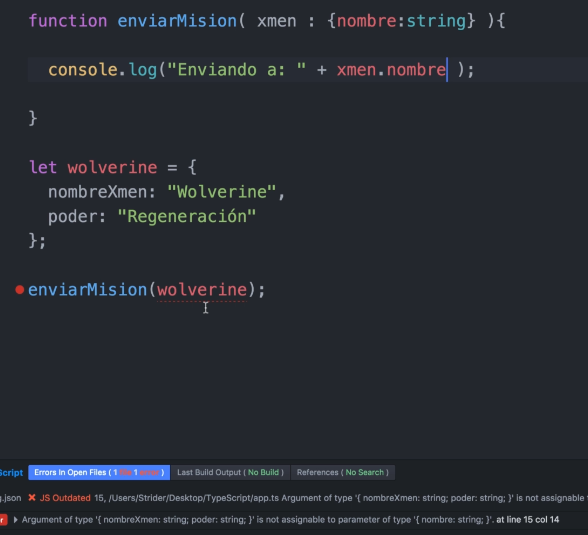 function enviarMision( xmen : {nombre:string} ){
console.log("Enviando a: " + xmen.nombre );
}
let wolverine = {
nombreXmen: "Wolverine",
poder: "Regeneración"
};
enviarMision(wolverine);
Script Errors In Open Files ( 1 file 1 error ) Last Build Output ( No Build ) References ( No Search )
g.json ✖ JS Outdated 15, /Users/Strider/Desktop/TypeScript/app.ts Argument of type '{ nombreXmen: string; poder: string; }' is not assignable
r ▸ Argument of type '{ nombreXmen: string; poder: string; }' is not assignable to parameter of type '{ nombre: string; }'. at line 15 col 14